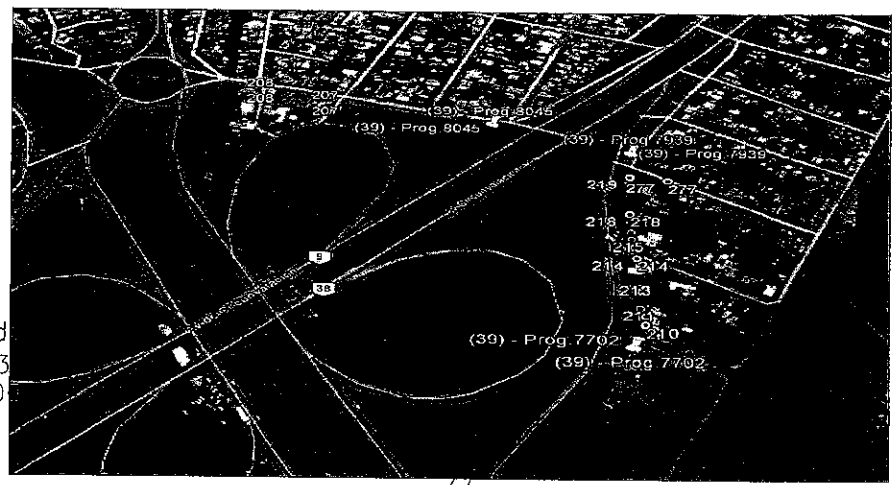 208
208
207
207
(39) - Prog.8045
(39) - Prog.8045
(39) - Prog 7939
(39) - Prog.7939
219
277
277
218
218
215
214
214
213
9
38
210
(39) - Prog.7702
(39) - Prog 7702